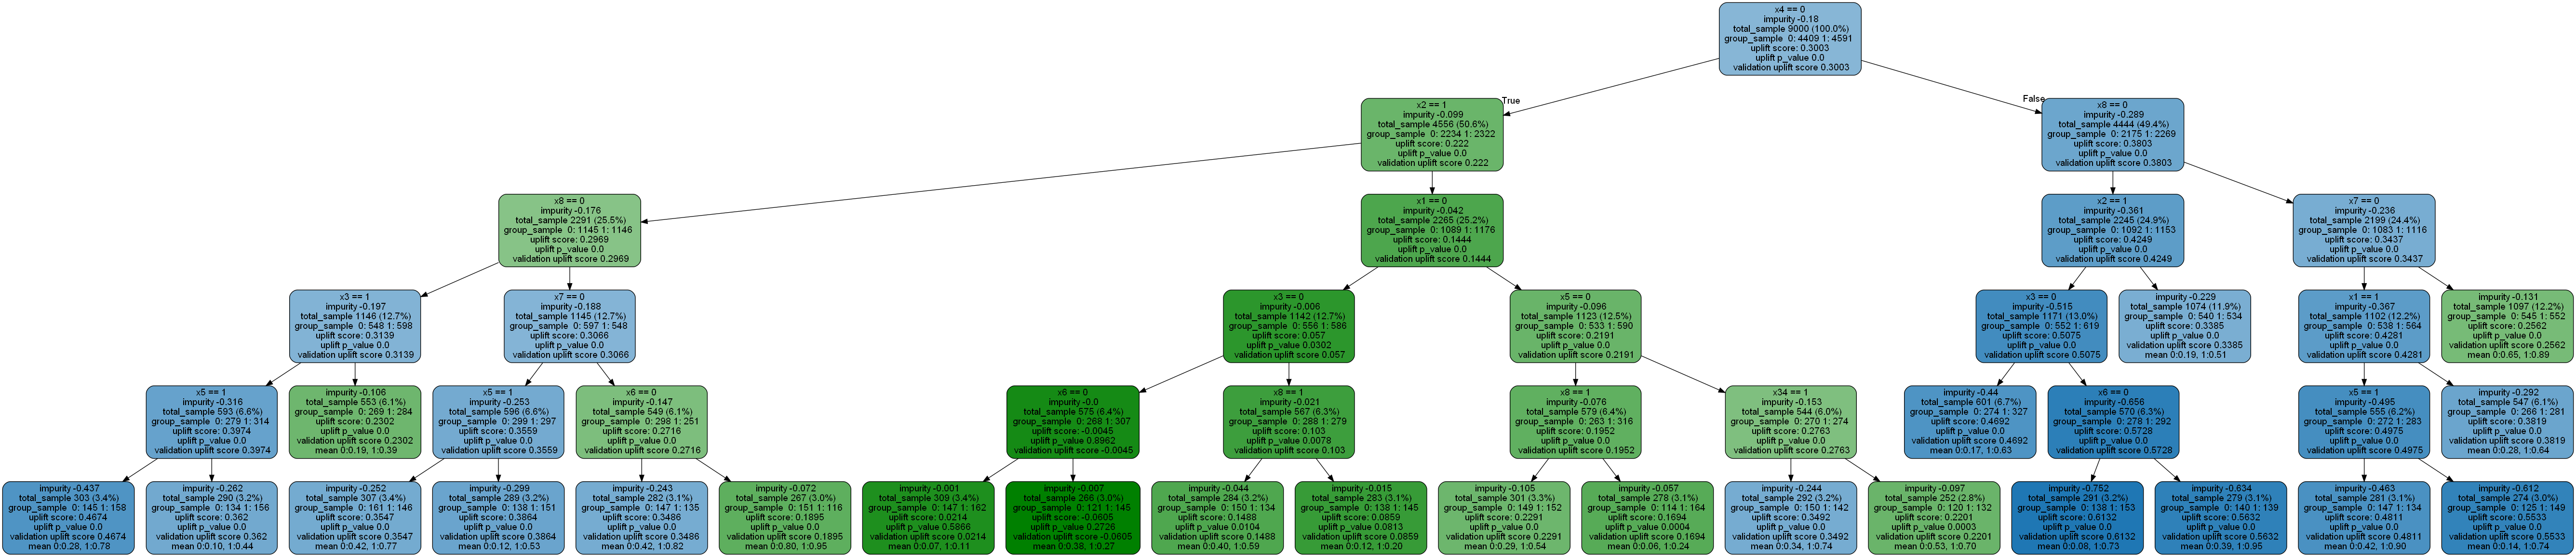 x4 == 0
impurity -0.18
total_sample 9000 (100.0%)
group_sample 0: 4409 1: 4591
uplift score: 0.3003
uplift p_value 0.0
validation uplift score 0.3003
True
False
x2 == 1
impurity -0.099
total_sample 4556 (50.6%)
group_sample 0: 2234 1: 2322
uplift score: 0.222
uplift p_value 0.0
validation uplift score 0.222
x8 == 0
impurity -0.289
total_sample 4444 (49.4%)
group_sample 0: 2175 1: 2269
uplift score: 0.3803
uplift p_value 0.0
validation uplift score 0.3803
x8 == 0
impurity -0.176
total_sample 2291 (25.5%)
group_sample 0: 1145 1: 1146
uplift score: 0.2969
uplift p_value 0.0
validation uplift score 0.2969
x1 == 0
impurity -0.042
total_sample 2265 (25.2%)
group_sample 0: 1089 1: 1176
uplift score: 0.1444
uplift p_value 0.0
validation uplift score 0.1444
x2 == 1
impurity -0.361
total_sample 2245 (24.9%)
group_sample 0: 1092 1: 1153
uplift score: 0.4249
uplift p_value 0.0
validation uplift score 0.4249
x7 == 0
impurity -0.236
total_sample 2199 (24.4%)
group_sample 0: 1083 1: 1116
uplift score: 0.3437
uplift p_value 0.0
validation uplift score 0.3437
x3 == 1
impurity -0.197
total_sample 1146 (12.7%)
group_sample 0: 548 1: 598
uplift score: 0.3139
uplift p_value 0.0
validation uplift score 0.3139
x7 == 0
impurity -0.188
total_sample 1145 (12.7%)
group_sample 0: 597 1: 548
uplift score: 0.3066
uplift p_value 0.0
validation uplift score 0.3066
x3 == 0
impurity -0.006
total_sample 1142 (12.7%)
group_sample 0: 556 1: 586
uplift score: 0.057
uplift p_value 0.0302
validation uplift score 0.057
x5 == 0
impurity -0.096
total_sample 1123 (12.5%)
group_sample 0: 533 1: 590
uplift score: 0.2191
uplift p_value 0.0
validation uplift score 0.2191
x3 == 0
impurity -0.515
total_sample 1171 (13.0%)
group_sample 0: 552 1: 619
uplift score: 0.5075
uplift p_value 0.0
validation uplift score 0.5075
impurity -0.229
total_sample 1074 (11.9%)
group_sample 0: 540 1: 534
uplift score: 0.3385
uplift p_value 0.0
validation uplift score 0.3385
mean 0:0.19, 1:0.51
x1 == 1
impurity -0.367
total_sample 1102 (12.2%)
group_sample 0: 538 1: 564
uplift score: 0.4281
uplift p_value 0.0
validation uplift score 0.4281
impurity -0.131
total_sample 1097 (12.2%)
group_sample 0: 545 1: 552
uplift score: 0.2562
uplift p_value 0.0
validation uplift score 0.2562
mean 0:0.65, 1:0.89
x5 == 1
impurity -0.316
total_sample 593 (6.6%)
group_sample 0: 279 1: 314
uplift score: 0.3974
uplift p_value 0.0
validation uplift score 0.3974
impurity -0.106
total_sample 553 (6.1%)
group_sample 0: 269 1: 284
uplift score: 0.2302
uplift p_value 0.0
validation uplift score 0.2302
mean 0:0.19, 1:0.39
x5 == 1
impurity -0.253
total_sample 596 (6.6%)
group_sample 0: 299 1: 297
uplift score: 0.3559
uplift p_value 0.0
validation uplift score 0.3559
x6 == 0
impurity -0.147
total_sample 549 (6.1%)
group_sample 0: 298 1: 251
uplift score: 0.2716
uplift p_value 0.0
validation uplift score 0.2716
x6 == 0
impurity -0.0
total_sample 575 (6.4%)
group_sample 0: 268 1: 307
uplift score: -0.0045
uplift p_value 0.8962
validation uplift score -0.0045
x8 == 1
impurity -0.021
total_sample 567 (6.3%)
group_sample 0: 288 1: 279
uplift score: 0.103
uplift p_value 0.0078
validation uplift score 0.103
x8 == 1
impurity -0.076
total_sample 579 (6.4%)
group_sample 0: 263 1: 316
uplift score: 0.1952
uplift p_value 0.0
validation uplift score 0.1952
x34 == 1
impurity -0.153
total_sample 544 (6.0%)
group_sample 0: 270 1: 274
uplift score: 0.2763
uplift p_value 0.0
validation uplift score 0.2763
impurity -0.44
total_sample 601 (6.7%)
group_sample 0: 274 1: 327
uplift score: 0.4692
uplift p_value 0.0
validation uplift score 0.4692
mean 0:0.17, 1:0.63
x6 == 0
impurity -0.656
total_sample 570 (6.3%)
group_sample 0: 278 1: 292
uplift score: 0.5728
uplift p_value 0.0
validation uplift score 0.5728
x5 == 1
impurity -0.495
total_sample 555 (6.2%)
group_sample 0: 272 1: 283
uplift score: 0.4975
uplift p_value 0.0
validation uplift score 0.4975
impurity -0.292
total_sample 547 (6.1%)
group_sample 0: 266 1: 281
uplift score: 0.3819
uplift p_value 0.0
validation uplift score 0.3819
mean 0:0.28, 1:0.64
impurity -0.437
total_sample 303 (3.4%)
group_sample 0: 145 1: 158
uplift score: 0.4674
uplift p_value 0.0
validation uplift score 0.4674
mean 0:0.28, 1:0.78
impurity -0.262
total_sample 290 (3.2%)
group_sample 0: 134 1: 156
uplift score: 0.362
uplift p_value 0.0
validation uplift score 0.362
mean 0:0.10, 1:0.44
impurity -0.252
total_sample 307 (3.4%)
group_sample 0: 161 1: 146
uplift score: 0.3547
uplift p_value 0.0
validation uplift score 0.3547
mean 0:0.42, 1:0.77
impurity -0.299
total_sample 289 (3.2%)
group_sample 0: 138 1: 151
uplift score: 0.3864
uplift p_value 0.0
validation uplift score 0.3864
mean 0:0.12, 1:0.53
impurity -0.243
total_sample 282 (3.1%)
group_sample 0: 147 1: 135
uplift score: 0.3486
uplift p_value 0.0
validation uplift score 0.3486
mean 0:0.42, 1:0.82
impurity -0.072
total_sample 267 (3.0%)
group_sample 0: 151 1: 116
uplift score: 0.1895
uplift p_value 0.0
validation uplift score 0.1895
mean 0:0.80, 1:0.95
impurity -0.001
total_sample 309 (3.4%)
group_sample 0: 147 1: 162
uplift score: 0.0214
uplift p_value 0.5866
validation uplift score 0.0214
mean 0:0.07, 1:0.11
impurity -0.007
total_sample 266 (3.0%)
group_sample 0: 121 1: 145
uplift score: -0.0605
uplift p_value 0.2726
validation uplift score -0.0605
mean 0:0.38, 1:0.27
impurity -0.044
total_sample 284 (3.2%)
group_sample 0: 150 1: 134
uplift score: 0.1488
uplift p_value 0.0104
validation uplift score 0.1488
mean 0:0.40, 1:0.59
impurity -0.015
total_sample 283 (3.1%)
group_sample 0: 138 1: 145
uplift score: 0.0859
uplift p_value 0.0813
validation uplift score 0.0859
mean 0:0.12, 1:0.20
impurity -0.105
total_sample 301 (3.3%)
group_sample 0: 149 1: 152
uplift score: 0.2291
uplift p_value 0.0
validation uplift score 0.2291
mean 0:0.29, 1:0.54
impurity -0.057
total_sample 278 (3.1%)
group_sample 0: 114 1: 164
uplift score: 0.1694
uplift p_value 0.0004
validation uplift score 0.1694
mean 0:0.06, 1:0.24
impurity -0.244
total_sample 292 (3.2%)
group_sample 0: 150 1: 142
uplift score: 0.3492
uplift p_value 0.0
validation uplift score 0.3492
mean 0:0.34, 1:0.74
impurity -0.097
total_sample 252 (2.8%)
group_sample 0: 120 1: 132
uplift score: 0.2201
uplift p_value 0.0003
validation uplift score 0.2201
mean 0:0.53, 1:0.70
impurity -0.752
total_sample 291 (3.2%)
group_sample 0: 138 1: 153
uplift score: 0.6132
uplift p_value 0.0
validation uplift score 0.6132
mean 0:0.08, 1:0.73
impurity -0.634
total_sample 279 (3.1%)
group_sample 0: 140 1: 139
uplift score: 0.5632
uplift p_value 0.0
validation uplift score 0.5632
mean 0:0.39, 1:0.95
impurity -0.463
total_sample 281 (3.1%)
group_sample 0: 147 1: 134
uplift score: 0.4811
uplift p_value 0.0
validation uplift score 0.4811
mean 0:0.42, 1:0.90
impurity -0.612
total_sample 274 (3.0%)
group_sample 0: 125 1: 149
uplift score: 0.5533
uplift p_value 0.0
validation uplift score 0.5533
mean 0:0.14, 1:0.74